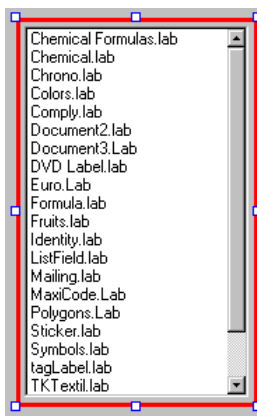 Chemical Formulas.lab
Chemical.lab
Chrono.lab
Colors.lab
Comply.lab
Document2.lab
Document3.Lab
DVD Label.lab
Euro.Lab
Formula.lab
Fruits.lab
Identity.lab
ListField.lab
Mailing.lab
MaxiCode.Lab
Polygons.Lab
Sticker.lab
Symbols.lab
tagLabel.lab
TKTextil.lab